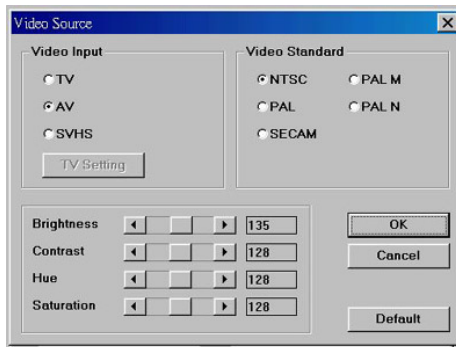 Video Source
Video Input
TV
AV
SVHS
TV Setting
Video Standard
NTSC PAL M
PAL PAL N
SECAM
Brightness 135
Contrast 128
Hue 128
Saturation 128
OK
Cancel
Default